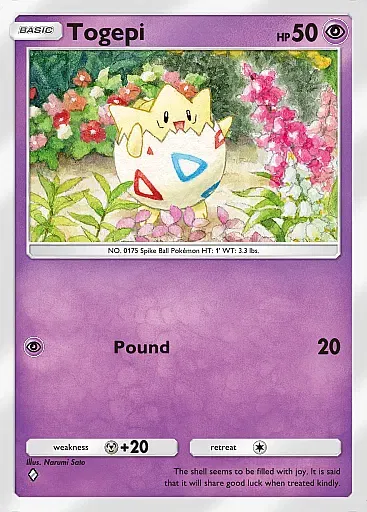 BASIC Togepi HP 50
NO. 0175 Spike Ball Pokémon HT: 1' WT: 3.3 lbs.
Pound 20
weakness +20 retreat
Illus. Narumi Sato
The shell seems to be filled with joy. It is said
that it will share good luck when treated kindly.